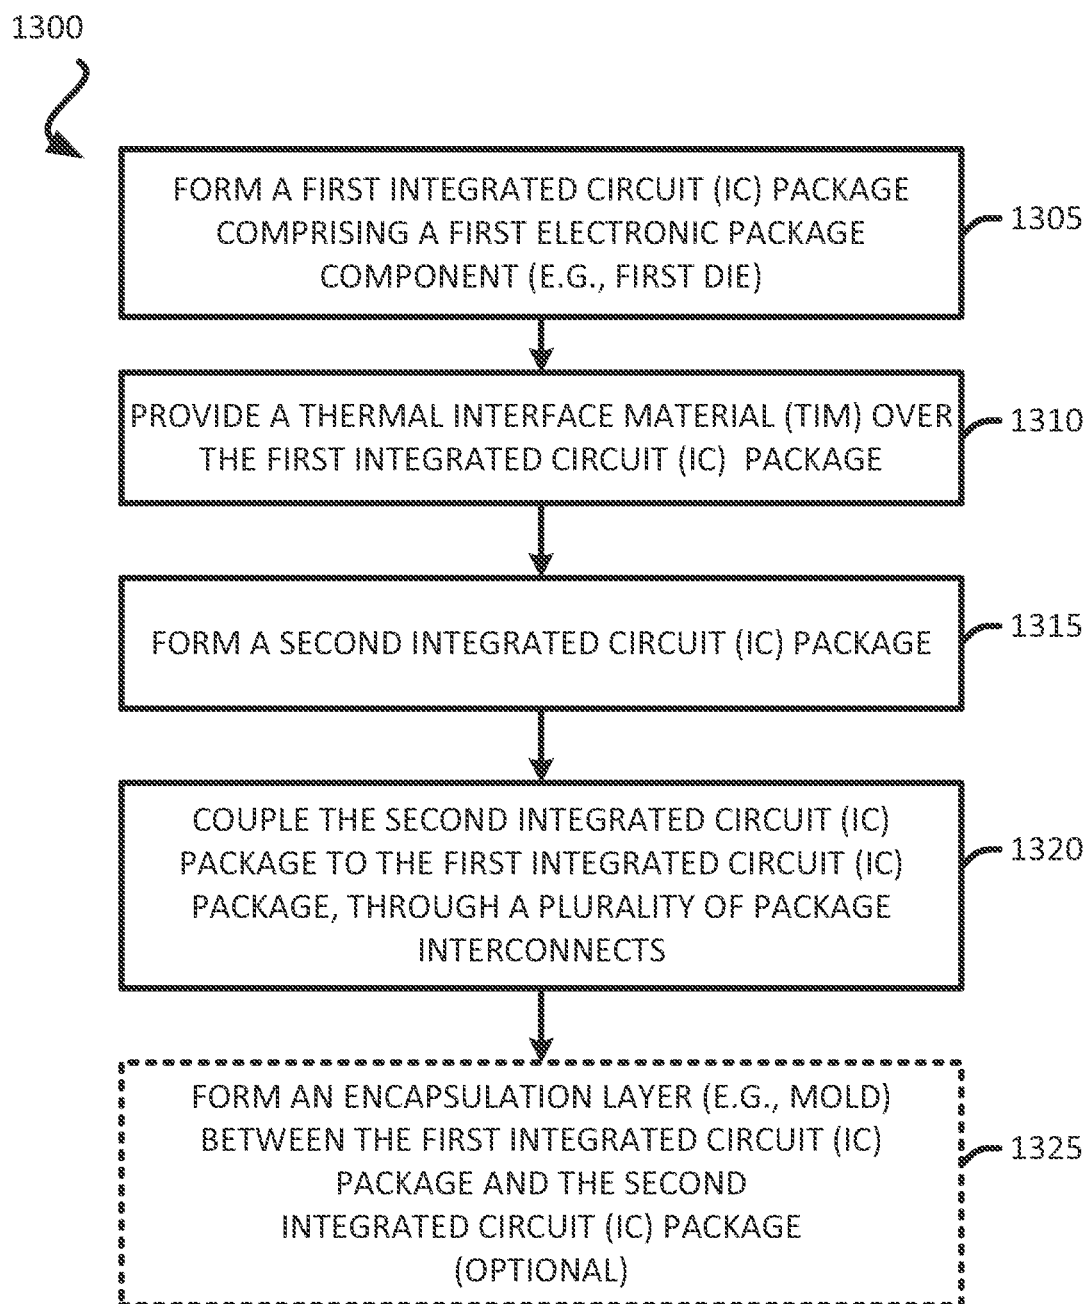 1300
FORM A FIRST INTEGRATED CIRCUIT (IC) PACKAGE
COMPRISING A FIRST ELECTRONIC PACKAGE
COMPONENT (E.G., FIRST DIE)
1305
PROVIDE A THERMAL INTERFACE MATERIAL (TIM) OVER
THE FIRST INTEGRATED CIRCUIT (IC) PACKAGE
1310
FORM A SECOND INTEGRATED CIRCUIT (IC) PACKAGE
1315
COUPLE THE SECOND INTEGRATED CIRCUIT (IC)
PACKAGE TO THE FIRST INTEGRATED CIRCUIT (IC)
PACKAGE, THROUGH A PLURALITY OF PACKAGE
INTERCONNECTS
1320
FORM AN ENCAPSULATION LAYER (E.G., MOLD)
BETWEEN THE FIRST INTEGRATED CIRCUIT (IC)
PACKAGE AND THE SECOND
INTEGRATED CIRCUIT (IC) PACKAGE
(OPTIONAL)
1325